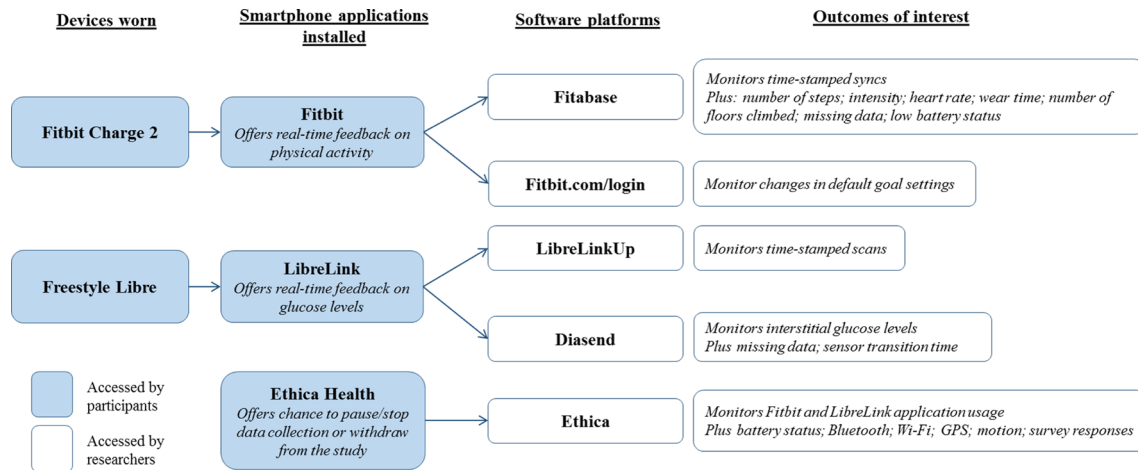 Devices worn
Smartphone applications
installed
Software platforms
Outcomes of interest
Fitbit Charge 2
Fitbit
Offers real-time feedback on
physical activity
Fitabase
Monitors time-stamped syncs
Plus: number of steps; intensity; heart rate; wear time; number of
floors climbed; missing data; low battery status
Fitbit.com/login
Monitor changes in default goal settings
Freestyle Libre
LibreLink
Offers real-time feedback on
glucose levels
LibreLinkUp
Monitors time-stamped scans
Diasend
Monitors interstitial glucose levels
Plus missing data; sensor transition time
Ethica Health
Offers chance to pause/stop
data collection or withdraw
from the study
Ethica
Monitors Fitbit and LibreLink application usage
Plus battery status; Bluetooth; Wi-Fi; GPS; motion; survey responses
Accessed by
participants
Accessed by
researchers